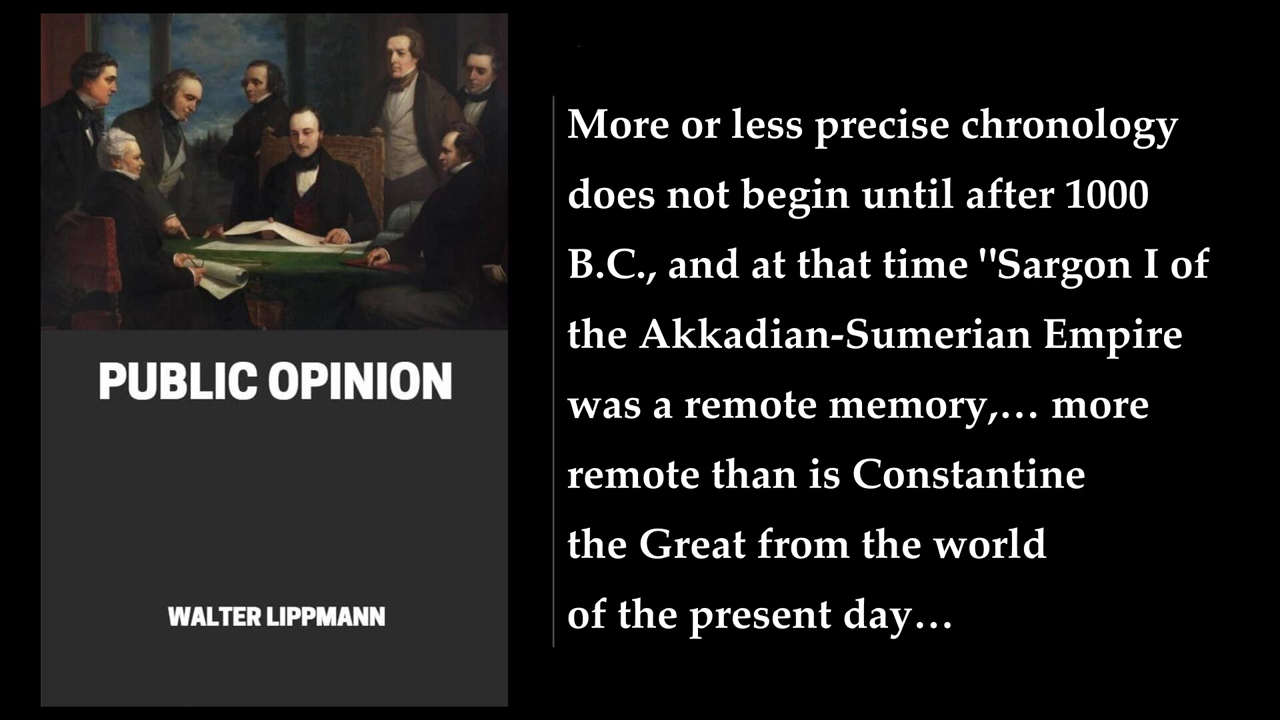 PUBLIC OPINION
WALTER LIPPMANN
More or less precise chronology
does not begin until after 1000
B.C., and at that time "Sargon I of
the Akkadian-Sumerian Empire
was a remote memory,… more
remote than is Constantine
the Great from the world
of the present day…